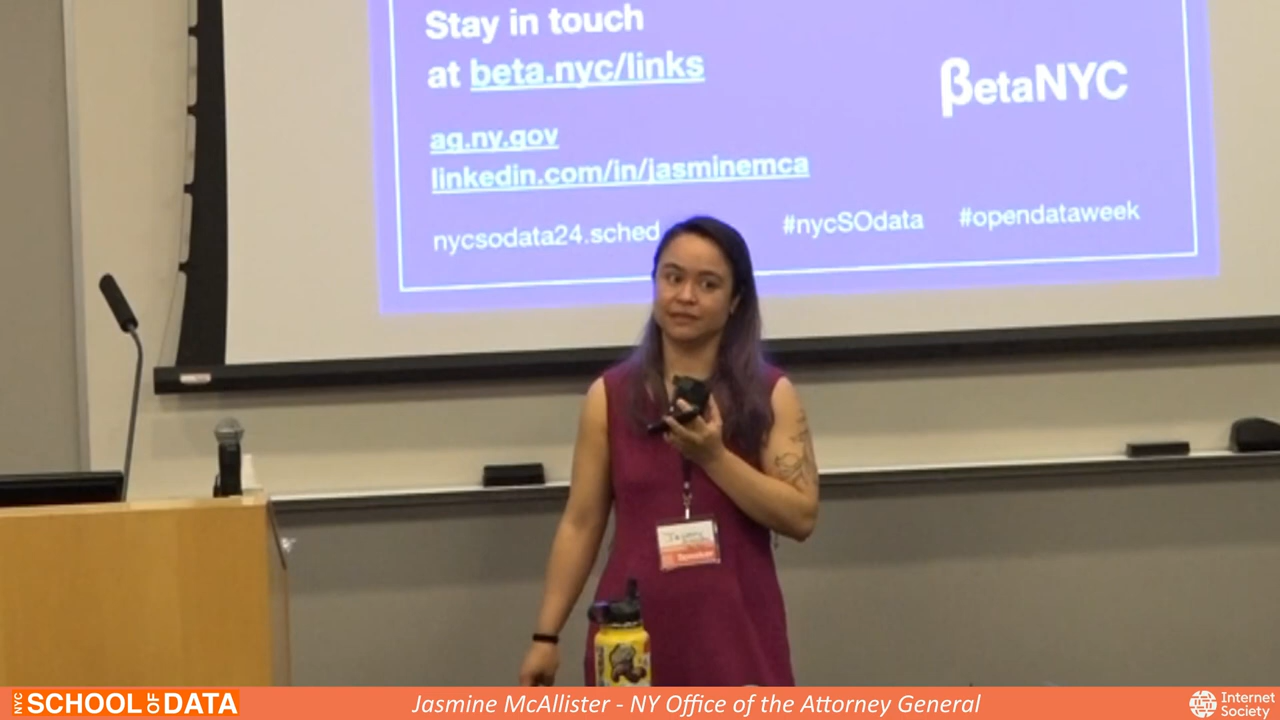 Stay in touch
at beta.nyc/links
βetaNYC
ag.ny.gov
linkedin.com/in/jasminemca
nycsodata24.sched
#nycSOdata
#opendataweek
Speaker
NYC SCHOOL OF DATA
Jasmine McAllister - NY Office of the Attorney General
Internet
Society